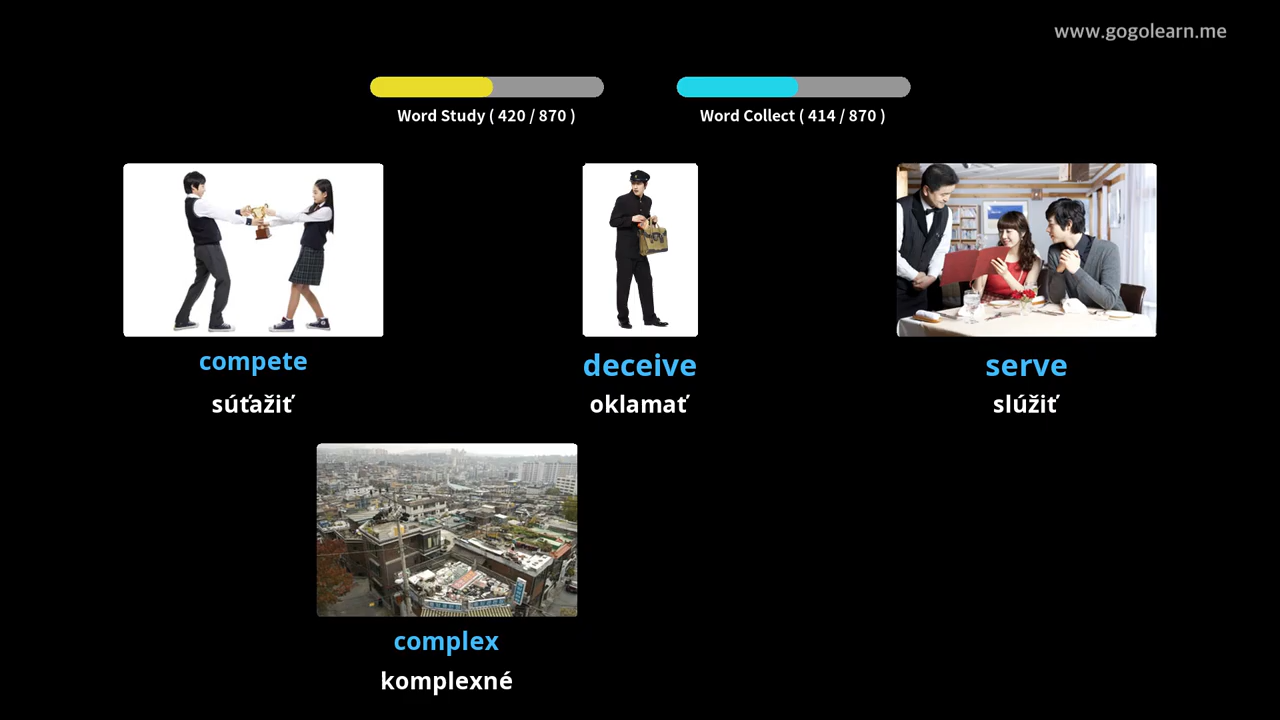 www.gogolearn.me
Word Study ( 420 / 870 )
Word Collect ( 414 / 870 )
compete
súťažiť
deceive
oklamať
serve
slúžiť
complex
komplexné